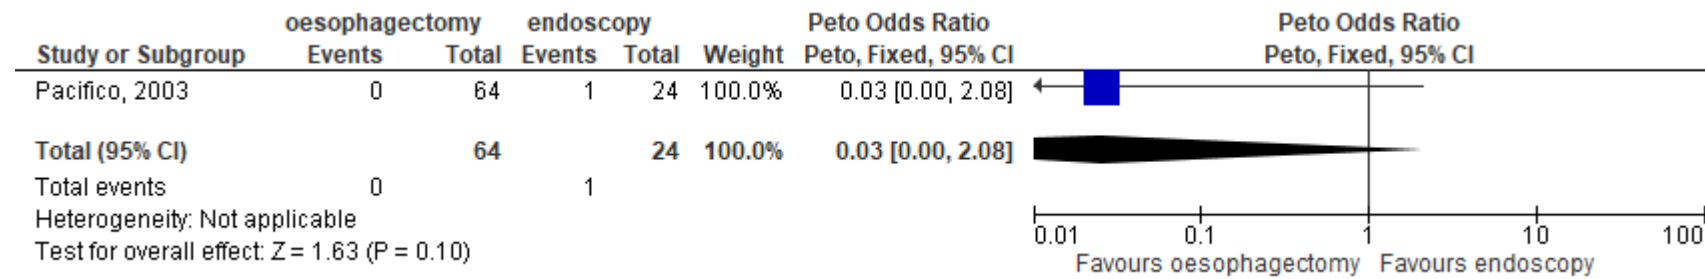 oesophagectomy endoscopy Peto Odds Ratio Peto Odds Ratio
Study or Subgroup Events Total Events Total Weight Peto, Fixed, 95% CI Peto, Fixed, 95% CI
Pacifico, 2003 0 64 1 24 100.0% 0.03 [0.00, 2.08]
Total (95% CI) 64 24 100.0% 0.03 [0.00, 2.08]
Total events 0 1
Heterogeneity: Not applicable
Test for overall effect: Z = 1.63 (P = 0.10)
0.01 0.1 1 10 100
Favours oesophagectomy Favours endoscopy